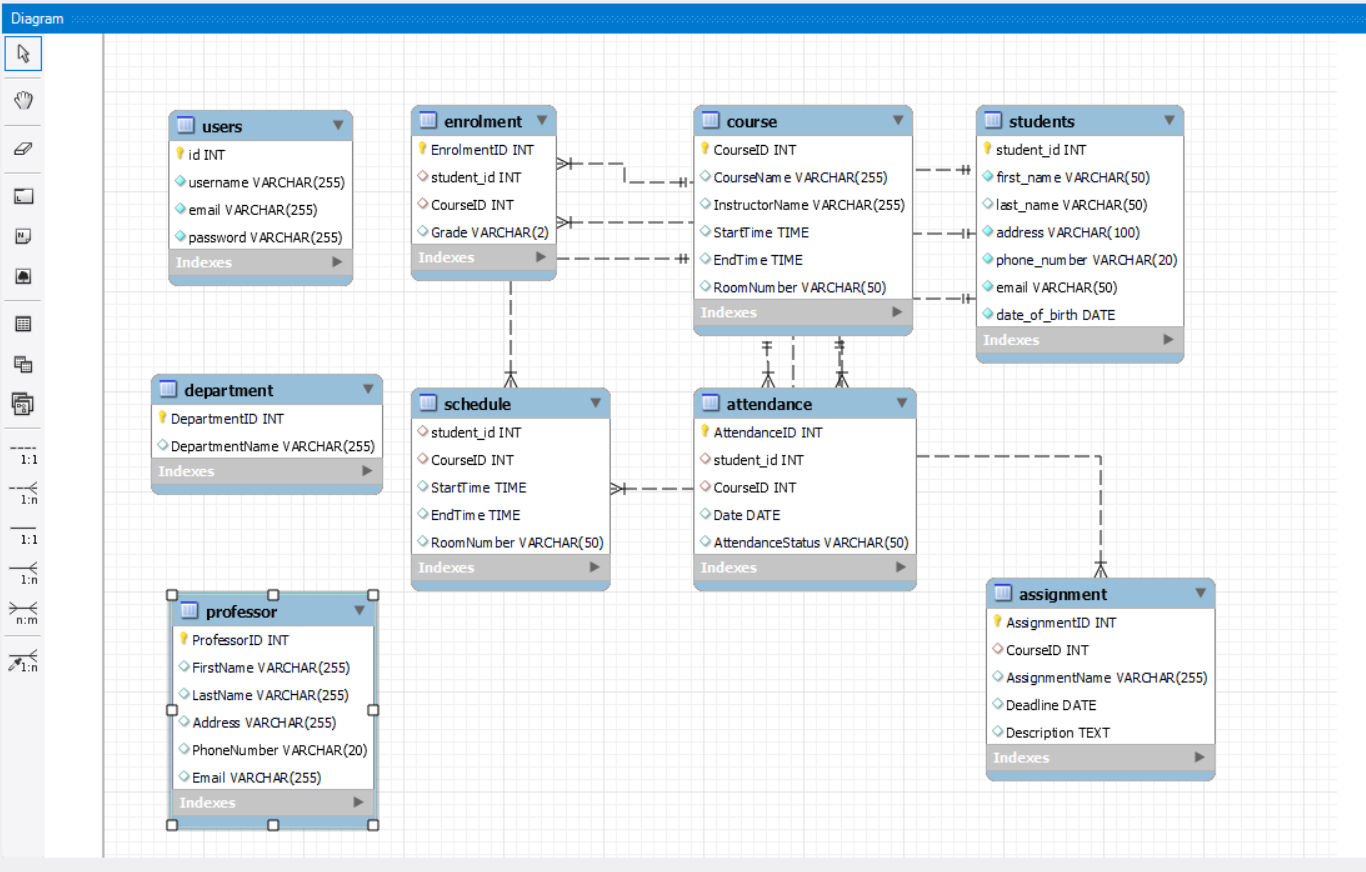 Diagram
1:1
1:n
1:1
1:n
n:m
1:n
users
id INT
username VARCHAR(255)
email VARCHAR(255)
password VARCHAR(255)
Indexes
enrolment
EnrolmentID INT
student_id INT
CourseID INT
Grade VARCHAR(2)
Indexes
course
CourseID INT
CourseName VARCHAR(255)
InstructorName VARCHAR(255)
StartTime TIME
EndTime TIME
RoomNumber VARCHAR(50)
Indexes
students
student_id INT
first_name VARCHAR(50)
last_name VARCHAR(50)
address VARCHAR(100)
phone_number VARCHAR(20)
email VARCHAR(50)
date_of_birth DATE
Indexes
department
DepartmentID INT
DepartmentName VARCHAR(255)
Indexes
schedule
student_id INT
CourseID INT
StartTime TIME
EndTime TIME
RoomNumber VARCHAR(50)
Indexes
attendance
AttendanceID INT
student_id INT
CourseID INT
Date DATE
AttendanceStatus VARCHAR(50)
Indexes
professor
ProfessorID INT
FirstName VARCHAR(255)
LastName VARCHAR(255)
Address VARCHAR(255)
PhoneNumber VARCHAR(20)
Email VARCHAR(255)
Indexes
assignment
AssignmentID INT
CourseID INT
AssignmentName VARCHAR(255)
Deadline DATE
Description TEXT
Indexes